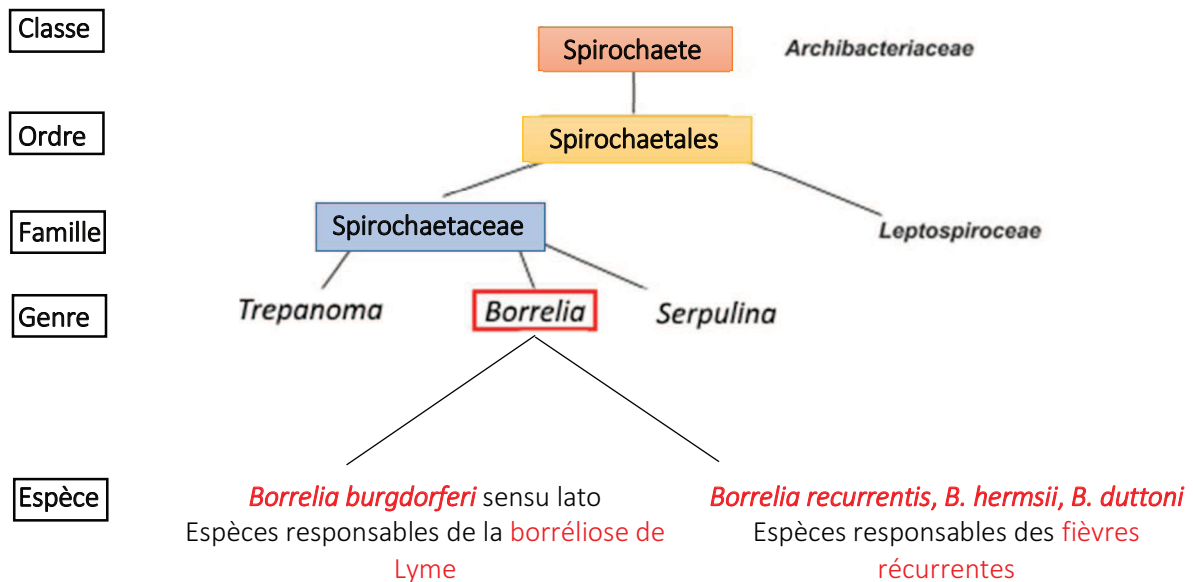 Classe
Spirochaete
Archibacteriaceae
Ordre
Spirochaetales
Famille
Spirochaetaceae
Leptospiroceae
Genre
Trepanoma
Borrelia
Serpulina
Espèce
Borrelia burgdorferi sensu lato
Espèces responsables de la borréliose de
Lyme
Borrelia recurrentis, B. hermsii, B. duttoni
Espèces responsables des fièvres
récurrentes